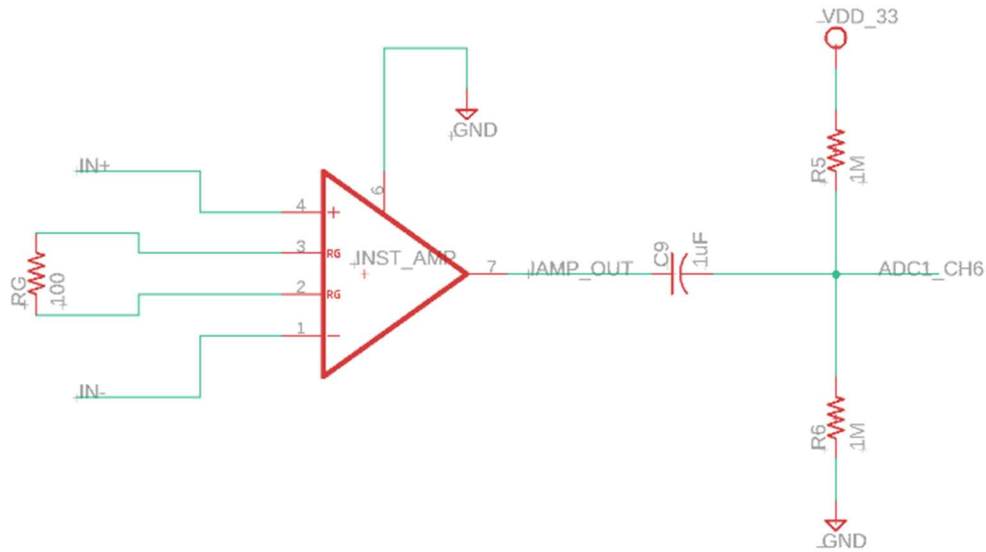 VDD_33
GND
R5
1M
IN+
6
4
+
3
RG
INST_AMP
C9
1uF
RG
100
2
RG
7
IAMP_OUT
ADC1_CH6
1
-
IN-
R6
1M
GND